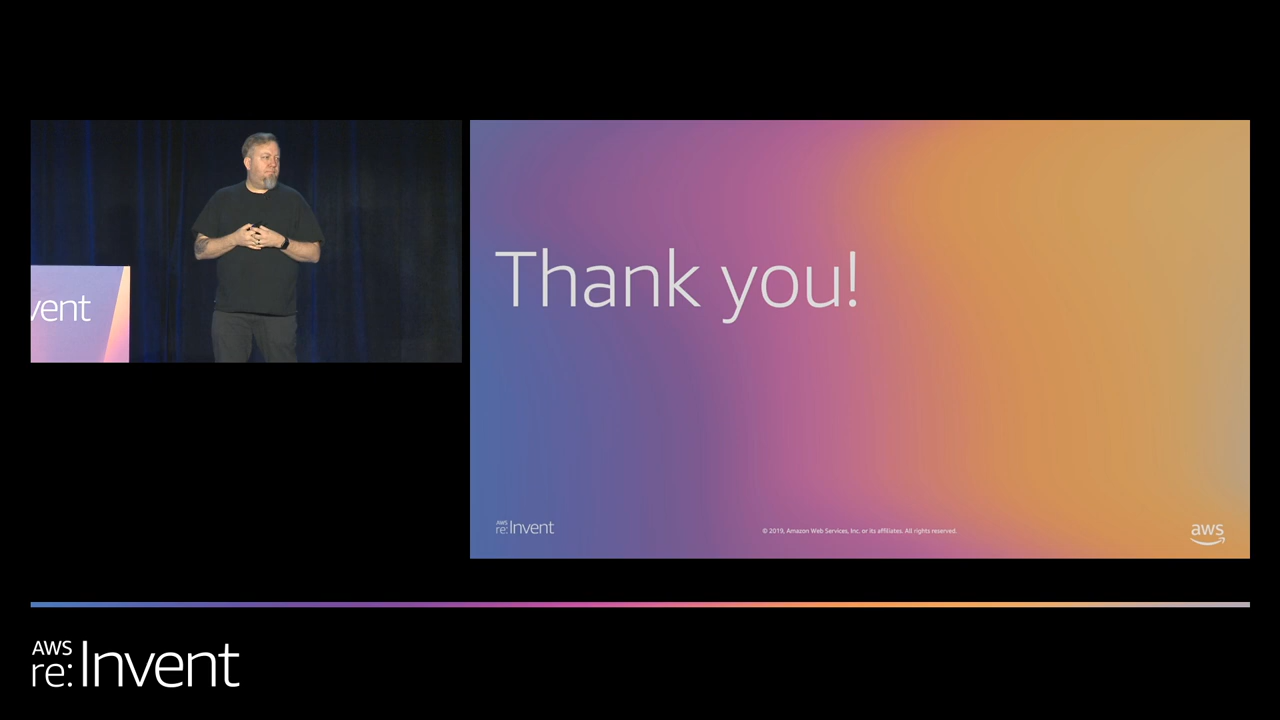 vent
Thank you!
AWS
re:Invent
© 2019, Amazon Web Services, Inc. or its affiliates. All rights reserved.
aws
AWS
re:Invent